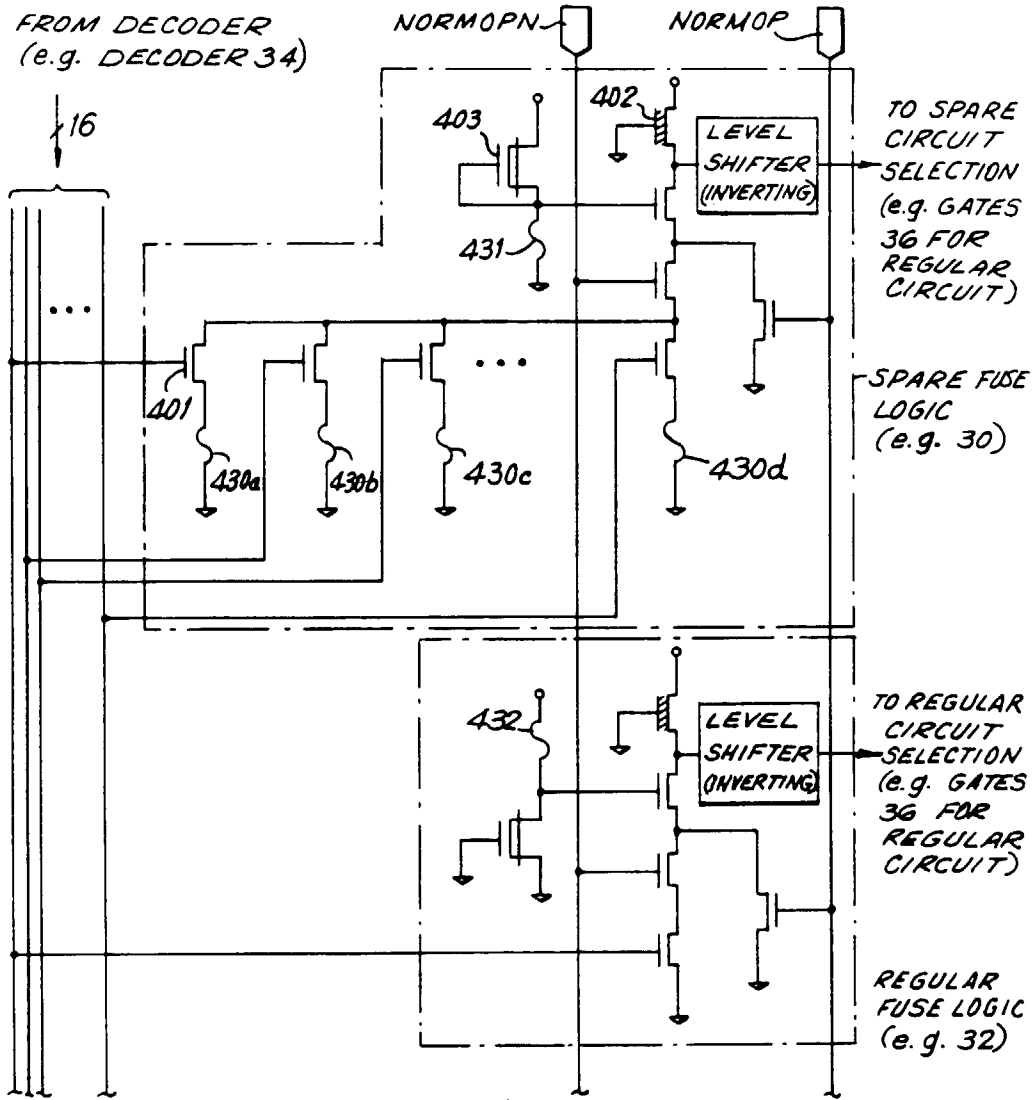 FROM DECODER
(e.g. DECODER 34)
16
NORMOPN
NORMOP
403
402
LEVEL
SHIFTER
(INVERTING)
TO SPARE
CIRCUIT
SELECTION
(e.g. GATES
36 FOR
REGULAR
CIRCUIT)
431
• • •
401
• • •
430a
430b
430c
430d
SPARE FUSE
LOGIC
(e.g. 30)
432
LEVEL
SHIFTER
(INVERTING)
TO REGULAR
CIRCUIT
SELECTION
(e.g. GATES
36 FOR
REGULAR
CIRCUIT)
REGULAR
FUSE LOGIC
(e.g. 32)